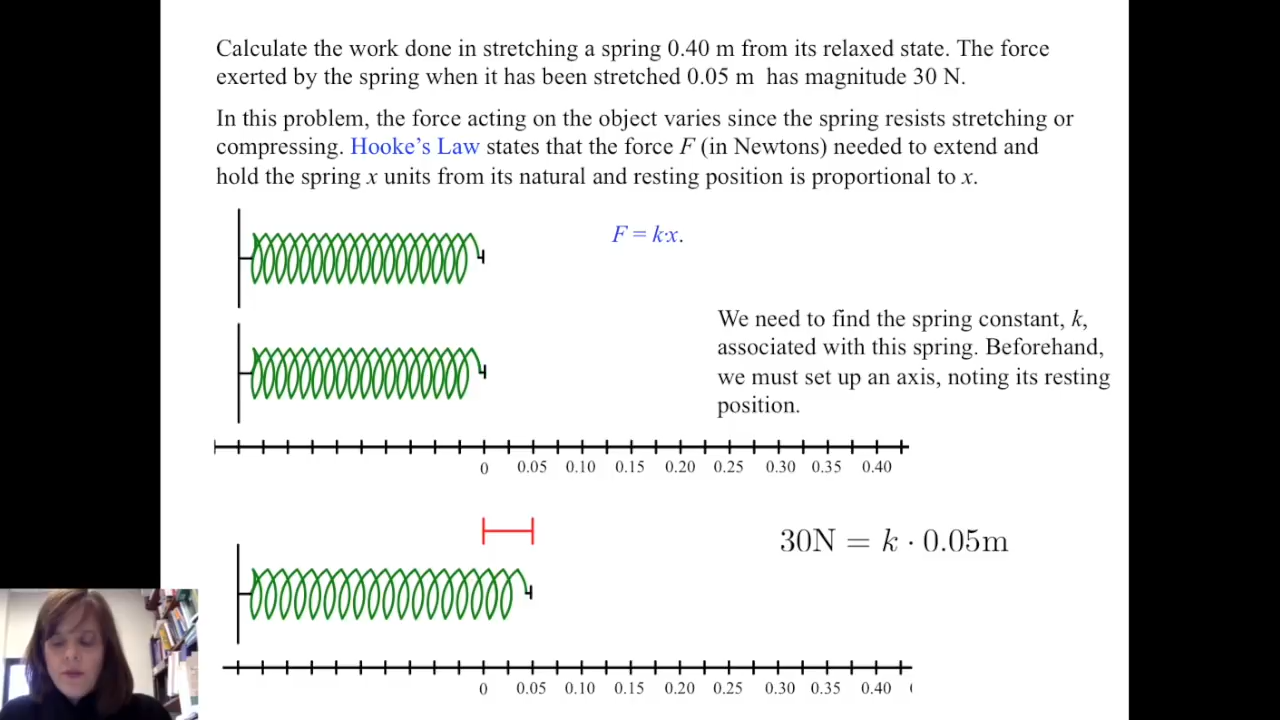 Calculate the work done in stretching a spring 0.40 m from its relaxed state. The force
exerted by the spring when it has been stretched 0.05 m has magnitude 30 N.
In this problem, the force acting on the object varies since the spring resists stretching or
compressing. Hooke's Law states that the force F (in Newtons) needed to extend and
hold the spring x units from its natural and resting position is proportional to x.
F = k·x.
We need to find the spring constant, k,
associated with this spring. Beforehand,
we must set up an axis, noting its resting
position.
0 0.05 0.10 0.15 0.20 0.25 0.30 0.35 0.40
30N = k · 0.05m
0 0.05 0.10 0.15 0.20 0.25 0.30 0.35 0.40